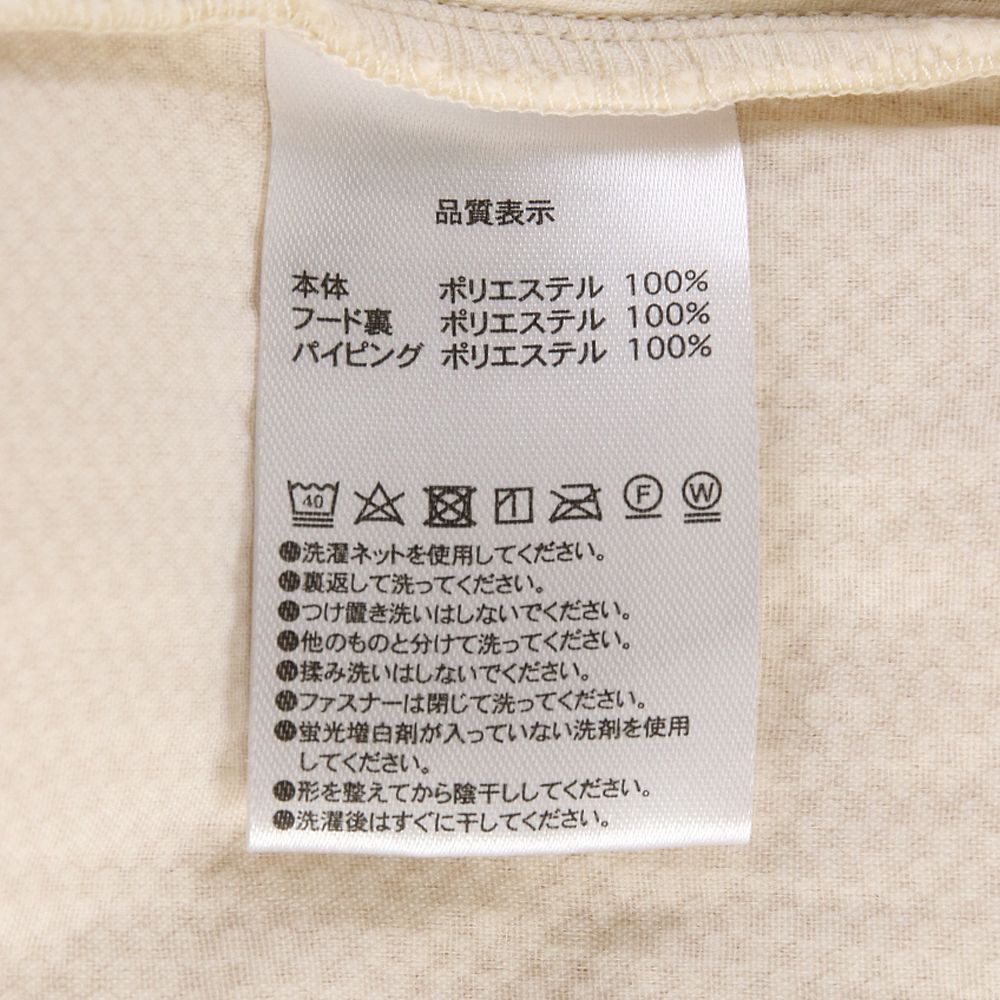 品質表示
本体 ポリエステル 100%
フード裏 ポリエステル 100%
パイピング ポリエステル 100%
40 F W
●洗濯ネットを使用してください。
●裏返して洗ってください。
●つけ置き洗いはしないでください。
●他のものと分けて洗ってください。
●揉み洗いはしないでください。
●ファスナーは閉じて洗ってください。
●蛍光増白剤が入っていない洗剤を使用
してください。
●形を整えてから陰干ししてください。
●洗濯後はすぐに干してください。